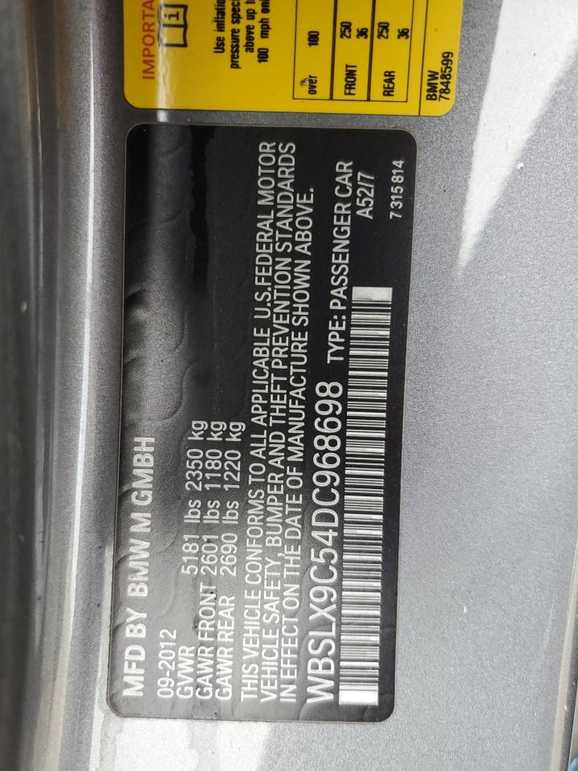 IMPORTA
Use inflation
pressure spec
above up t
100 mph onl
over 100
FRONT 250 36
REAR 250 36
BMW
7848599
MFD BY BMW M GMBH
09-2012
GVWR 5181 lbs 2350 kg
GAWR FRONT 2601 lbs 1180 kg
GAWR REAR 2690 lbs 1220 kg
THIS VEHICLE CONFORMS TO ALL APPLICABLE U.S.FEDERAL MOTOR
VEHICLE SAFETY, BUMPER AND THEFT PREVENTION STANDARDS
IN EFFECT ON THE DATE OF MANUFACTURE SHOWN ABOVE.
WBSLX9C54DC968698 TYPE: PASSENGER CAR
A52/7
7 315 814